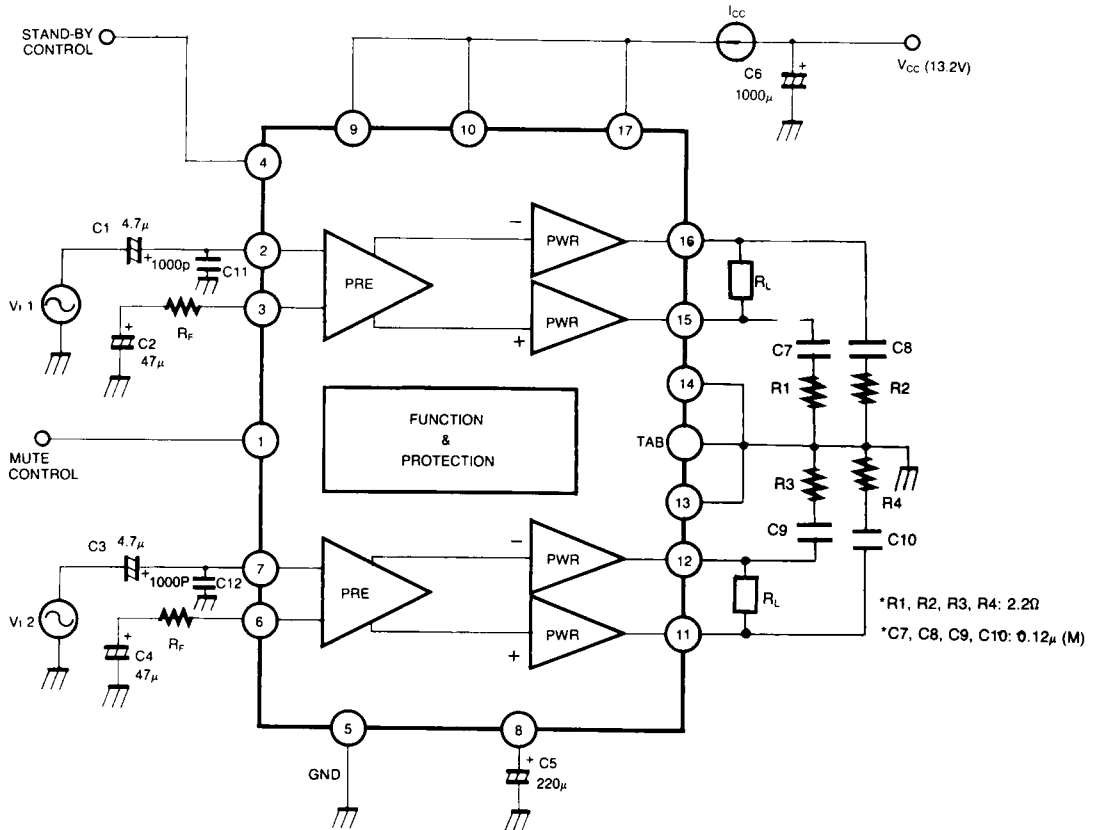 STAND-BY
CONTROL
ICC
VCC (13.2V)
C6
+
1000μ
9
10
17
4
C1
4.7μ
+
1000p
C11
2
VI 1
3
RF
+
C2
47μ
PRE
−
PWR
+
PWR
16
15
RL
C7
C8
R1
R2
14
TAB
13
FUNCTION
&
PROTECTION
1
MUTE
CONTROL
R3
R4
C9
C10
C3
4.7μ
+
1000P
C12
7
VI 2
6
RF
+
C4
47μ
PRE
−
PWR
+
PWR
12
11
RL
*R1, R2, R3, R4: 2.2Ω
*C7, C8, C9, C10: 0.12μ (M)
5
8
GND
+
C5
220μ